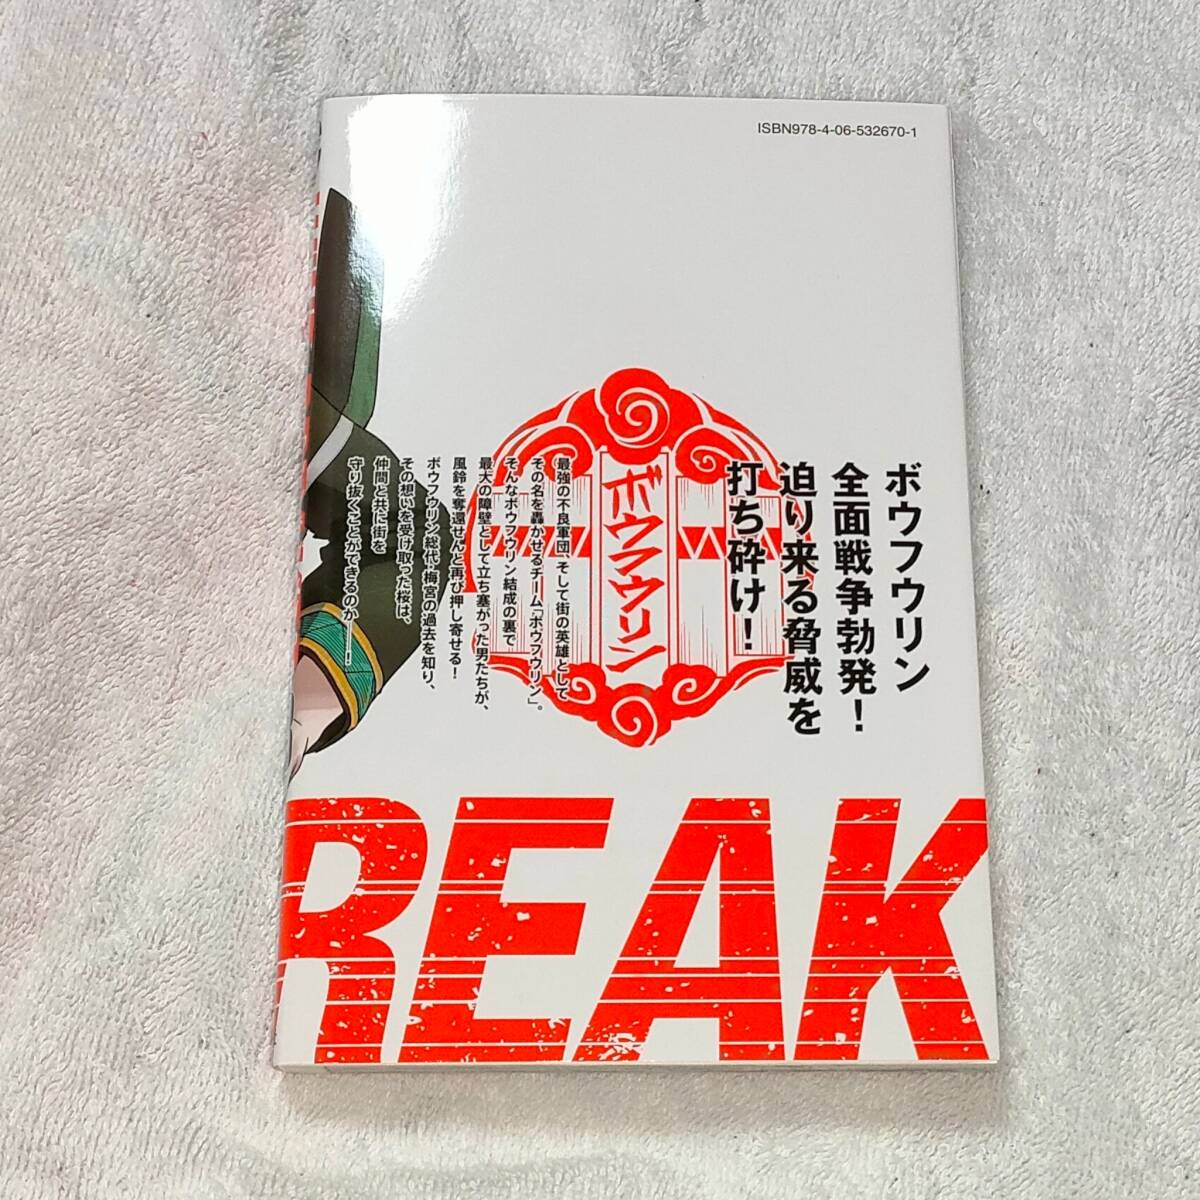 ISBN978-4-06-532670-1
ボウフウリン
全面戦争勃発！
迫り来る脅威を
打ち砕け！
ボウフウリン
最強の不良軍団、そして街の英雄として
その名を轟かせるチーム「ボウフウリン」。
そんなボウフウリン結成の裏で
最大の障壁として立ち塞がった男たちが、
風鈴を奪還せんと再び押し寄せる！
ボウフウリン総代、梅宮の過去を知り、
その想いを受け取った桜は、
仲間と共に街を
守り抜くことができるのか――！
REAK